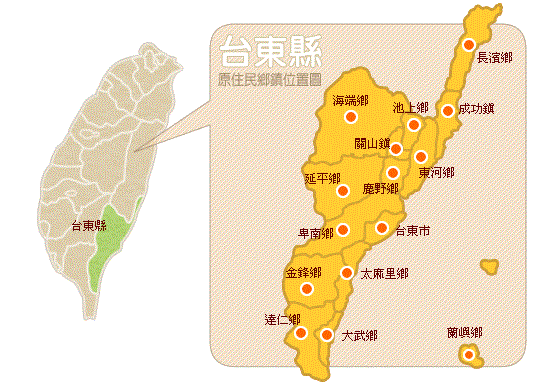 台東縣
原住民鄉鎮位置圖
長濱鄉
海端鄉
池上鄉
成功鎮
關山鎮
東河鄉
延平鄉
鹿野鄉
台東縣
卑南鄉
台東市
金鋒鄉
太麻里鄉
達仁鄉
大武鄉
蘭嶼鄉